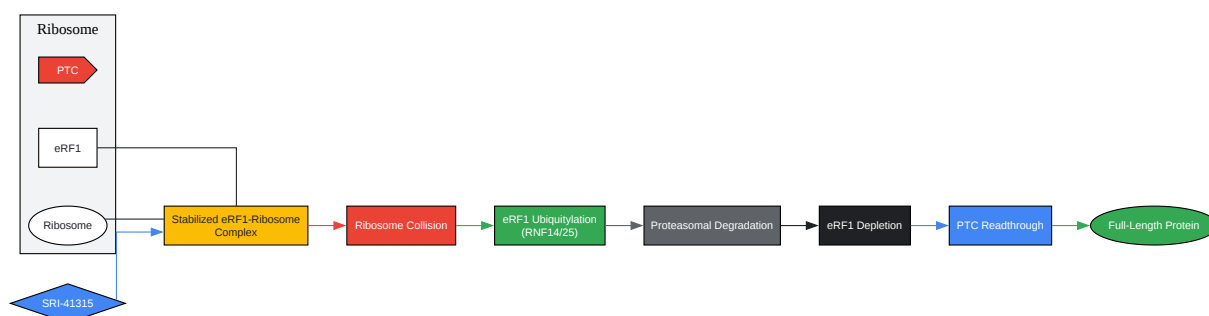 Ribosome
PTC
eRF1
Ribosome
Stabilized eRF1-Ribosome
Complex
Ribosome Collision
eRF1 Ubiquitylation
(RNF14/25)
Proteasomal Degradation
eRF1 Depletion
PTC Readthrough
Full-Length Protein
SRI-41315